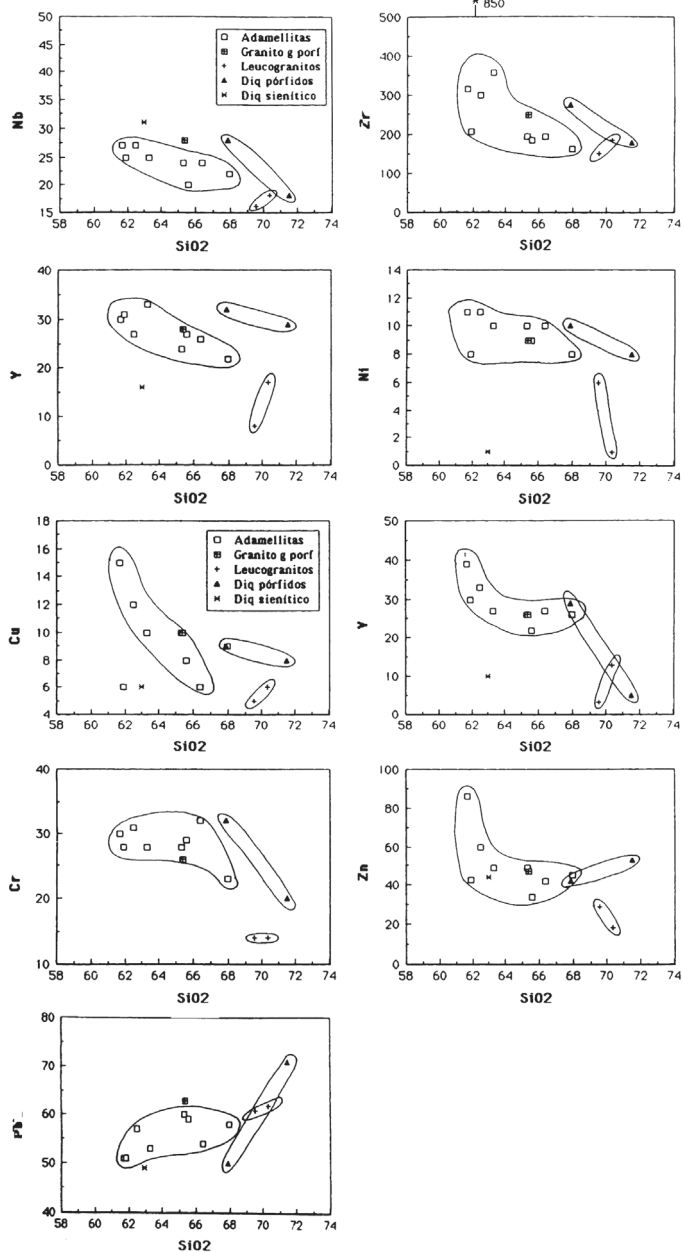 50
45
40
35
30
25
20
15
Nb
Adamellitas
Granito g porf
Leucogranitos
Diq pórfidos
Diq sienítico
58 60 62 64 66 68 70 72 74
SiO2
850
500
400
300
200
100
0
Zr
58 60 62 64 66 68 70 72 74
SiO2
40
30
20
10
0
Y
58 60 62 64 66 68 70 72 74
SiO2
14
12
10
8
6
4
2
0
Ni
58 60 62 64 66 68 70 72 74
SiO2
18
16
14
12
10
8
6
4
Cu
Adamellitas
Granito g porf
Leucogranitos
Diq pórfidos
Diq sienítico
58 60 62 64 66 68 70 72 74
SiO2
50
40
30
20
10
0
Y
58 60 62 64 66 68 70 72 74
SiO2
40
30
20
10
Cr
58 60 62 64 66 68 70 72 74
SiO2
100
80
60
40
20
0
Zn
58 60 62 64 66 68 70 72 74
SiO2
80
70
60
50
40
Pb
58 60 62 64 66 68 70 72 74
SiO2